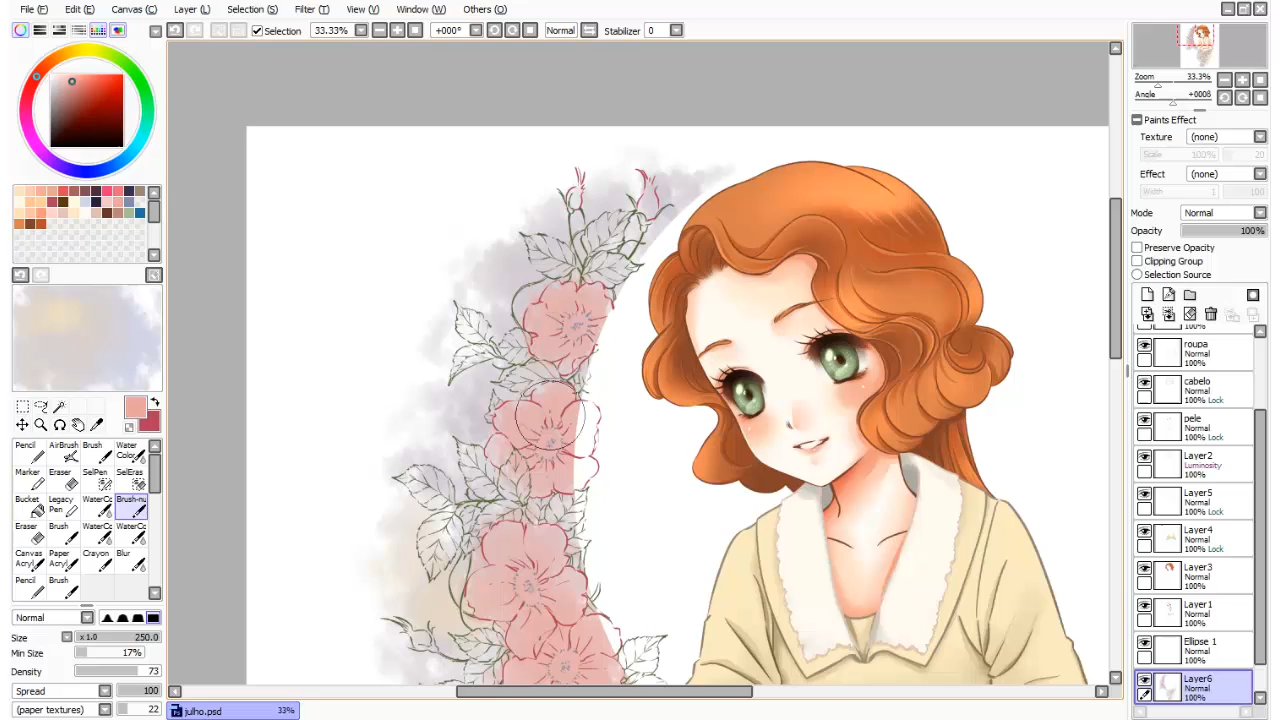 File (F) Edit (E) Canvas (C) Layer (L) Selection (S) Filter (T) View (V) Window (W) Others (O)
Selection 33.33% +000° Normal Stabilizer 0
Zoom 33.3%
Angle +0008
Paints Effect
Texture (none)
Scale 100% 20
Effect (none)
Width 1 100
Mode Normal
Opacity 100%
Preserve Opacity
Clipping Group
Selection Source
100%
roupa
Normal
100%
cabelo
Normal
100% Lock
pele
Normal
100% Lock
Layer2
Luminosity
100%
Layer5
Normal
100% Lock
Layer4
Normal
100% Lock
Layer3
Normal
100%
Layer1
Normal
100%
Ellipse 1
Normal
100%
Layer6
Normal
100%
Pencil AirBrush Brush Water Color
Marker Eraser SelPen SelEras
Bucket Legacy Pen WaterCo Brush-nu
Eraser Brush WaterCo WaterCo
Canvas Acryl Paper Acryl Crayon Blur
Pencil Brush
Normal
Size x 1.0 250.0
Min Size 17%
Density 73
Spread 100
(paper textures) 22
julho.psd 33%